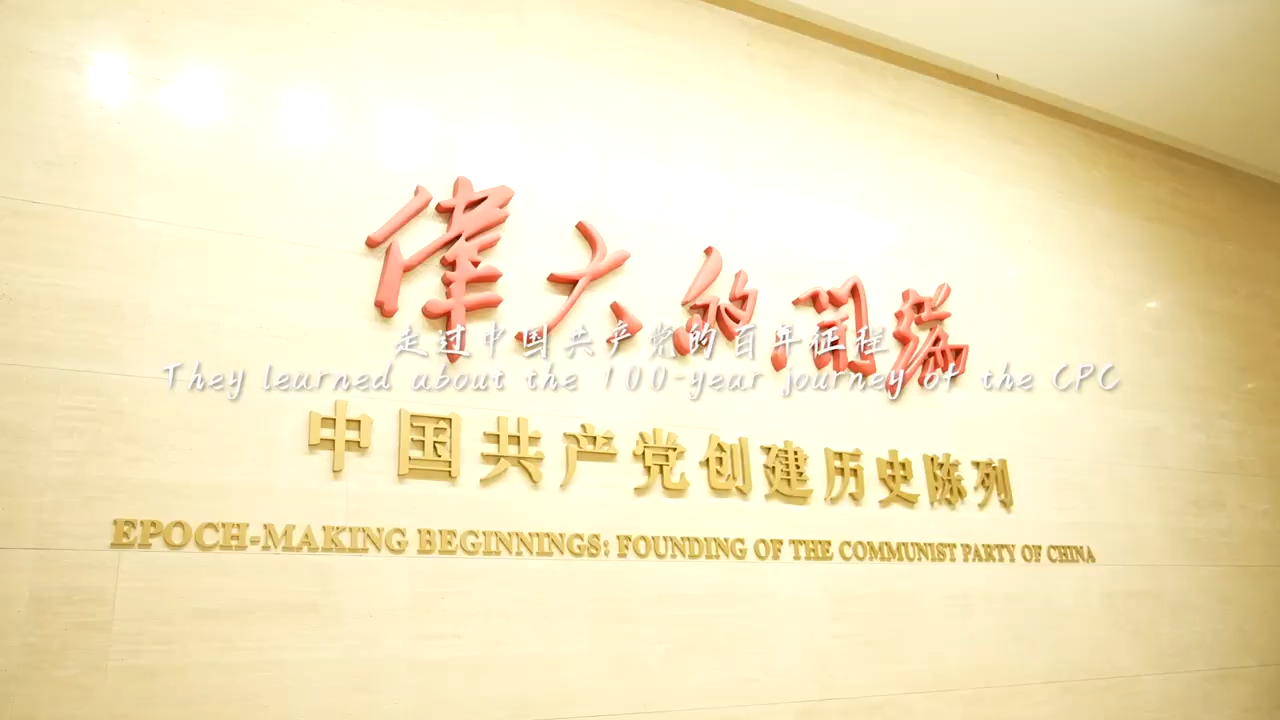 偉大的開端
走过中国共产党的百年征程
They learned about the 100-year journey of the CPC
中国共产党创建历史陈列
EPOCH-MAKING BEGINNINGS: FOUNDING OF THE COMMUNIST PARTY OF CHINA